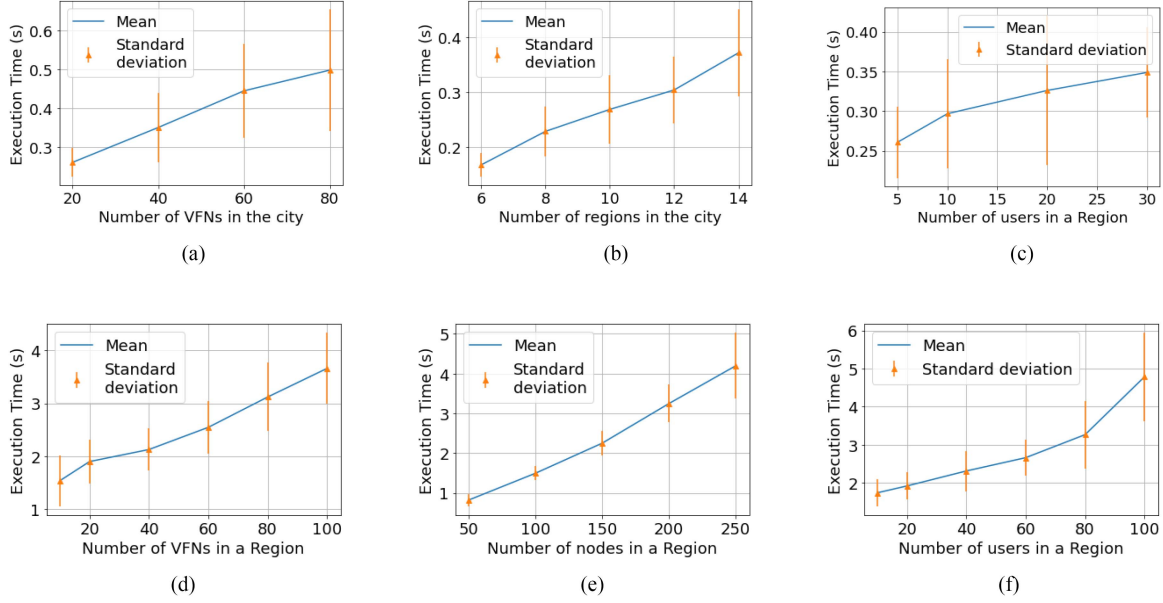 Execution Time (s)
0.6
0.5
0.4
0.3
Mean
Standard
deviation
20 40 60 80
Number of VFNs in the city
(a)
Execution Time (s)
0.4
0.3
0.2
Mean
Standard
deviation
6 8 10 12 14
Number of regions in the city
(b)
Execution Time (s)
0.40
0.35
0.30
0.25
Mean
Standard deviation
5 10 15 20 25 30
Number of users in a Region
(c)
Execution Time (s)
4
3
2
1
Mean
Standard
deviation
20 40 60 80 100
Number of VFNs in a Region
(d)
Execution Time (s)
5
4
3
2
1
Mean
Standard
deviation
50 100 150 200 250
Number of nodes in a Region
(e)
Execution Time (s)
6
5
4
3
2
Mean
Standard deviation
20 40 60 80 100
Number of users in a Region
(f)